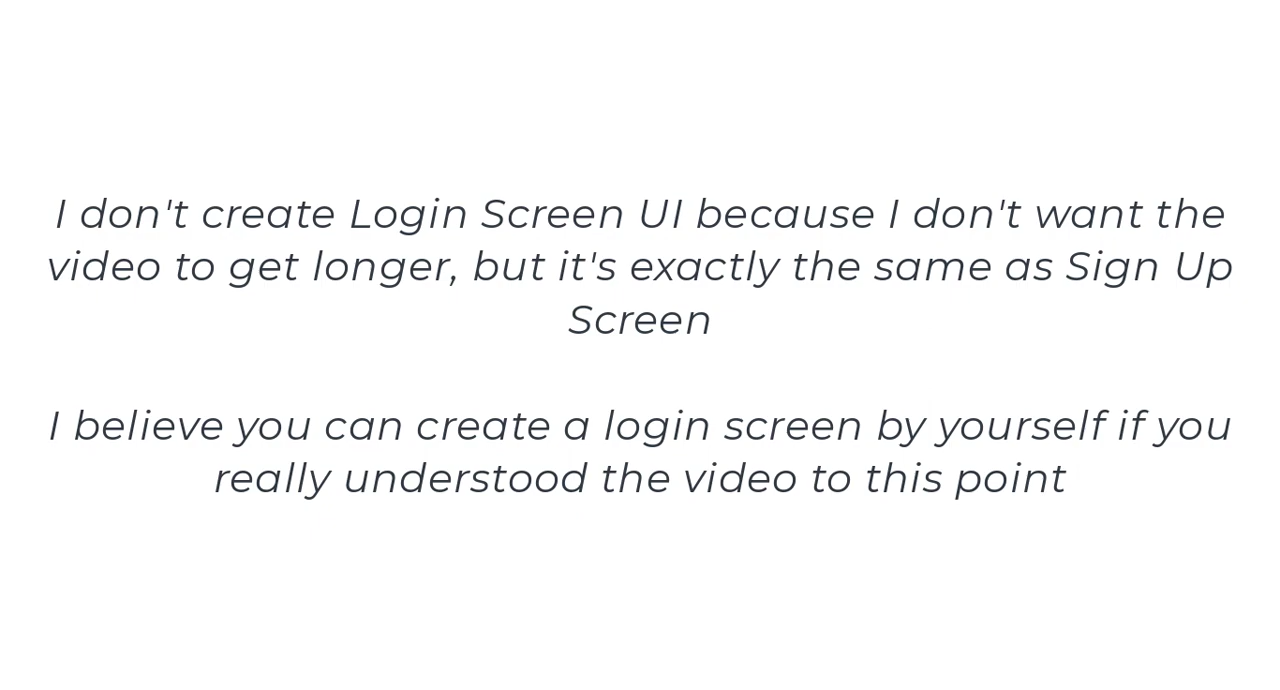 I don't create Login Screen UI because I don't want the
video to get longer, but it's exactly the same as Sign Up
Screen
I believe you can create a login screen by yourself if you
really understood the video to this point